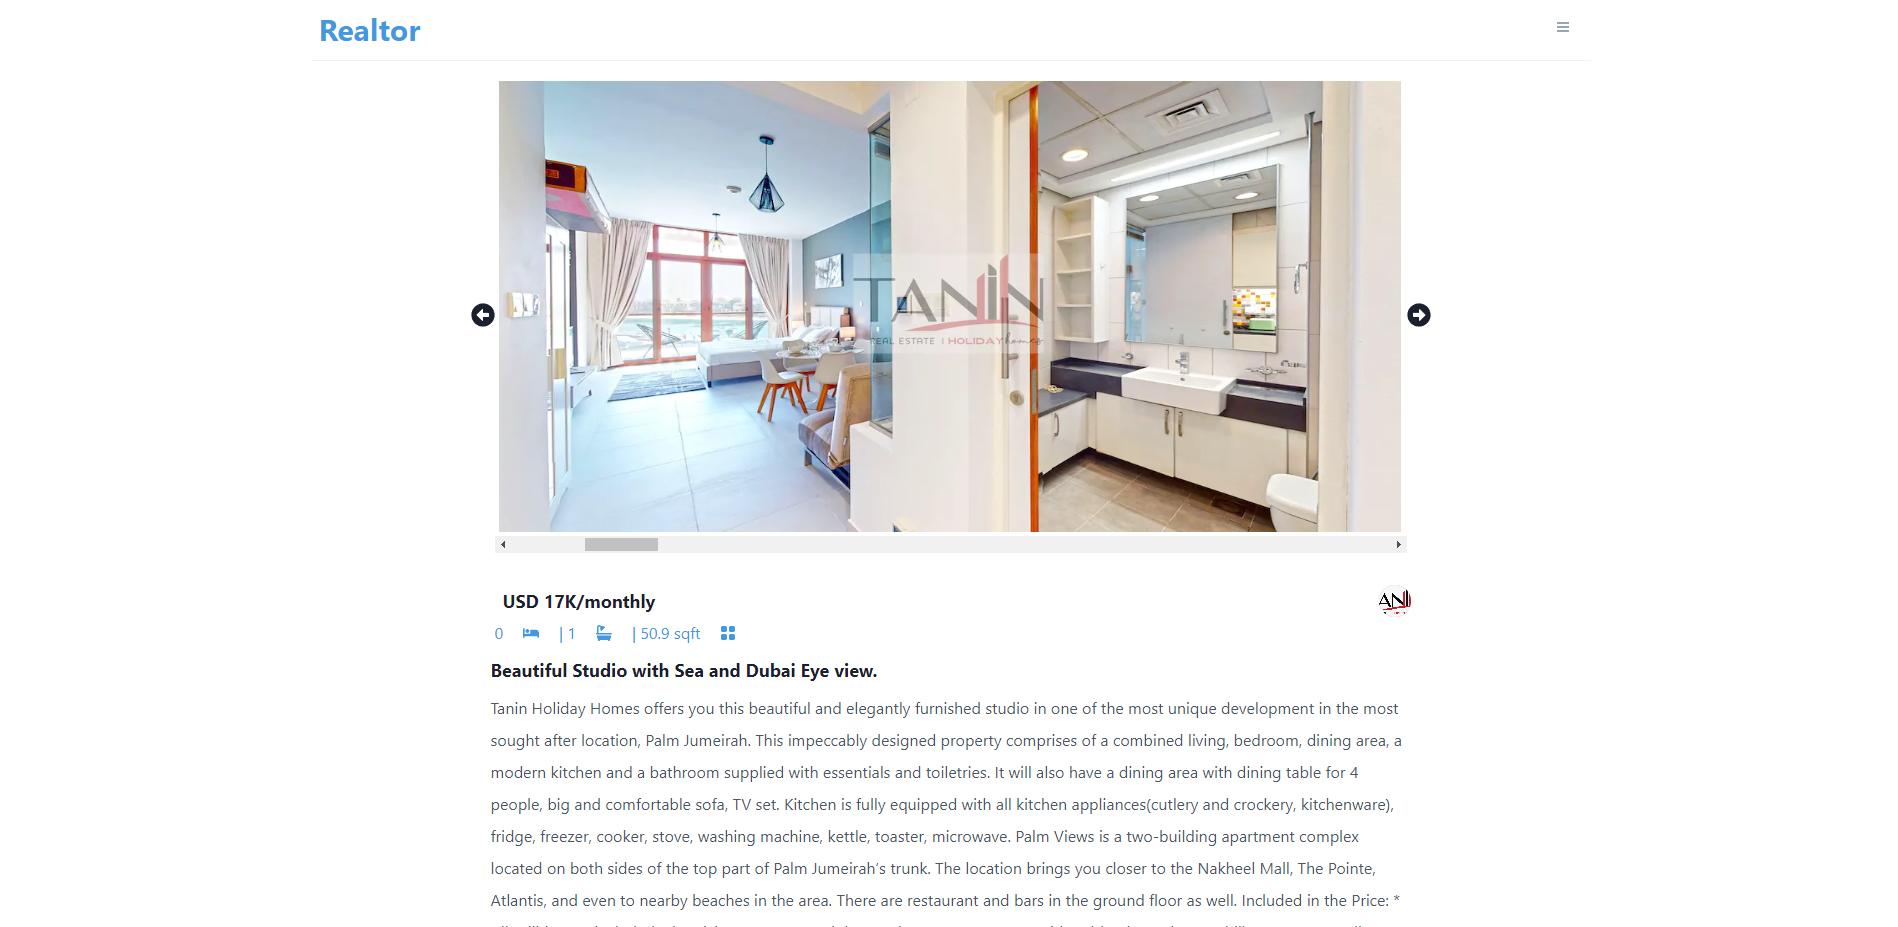 Realtor
TANIN
REAL ESTATE | HOLIDAY homes
USD 17K/monthly
ANI
0 | 1 | 50.9 sqft
Beautiful Studio with Sea and Dubai Eye view.
Tanin Holiday Homes offers you this beautiful and elegantly furnished studio in one of the most unique development in the most
sought after location, Palm Jumeirah. This impeccably designed property comprises of a combined living, bedroom, dining area, a
modern kitchen and a bathroom supplied with essentials and toiletries. It will also have a dining area with dining table for 4
people, big and comfortable sofa, TV set. Kitchen is fully equipped with all kitchen appliances(cutlery and crockery, kitchenware),
fridge, freezer, cooker, stove, washing machine, kettle, toaster, microwave. Palm Views is a two-building apartment complex
located on both sides of the top part of Palm Jumeirah’s trunk. The location brings you closer to the Nakheel Mall, The Pointe,
Atlantis, and even to nearby beaches in the area. There are restaurant and bars in the ground floor as well. Included in the Price: *